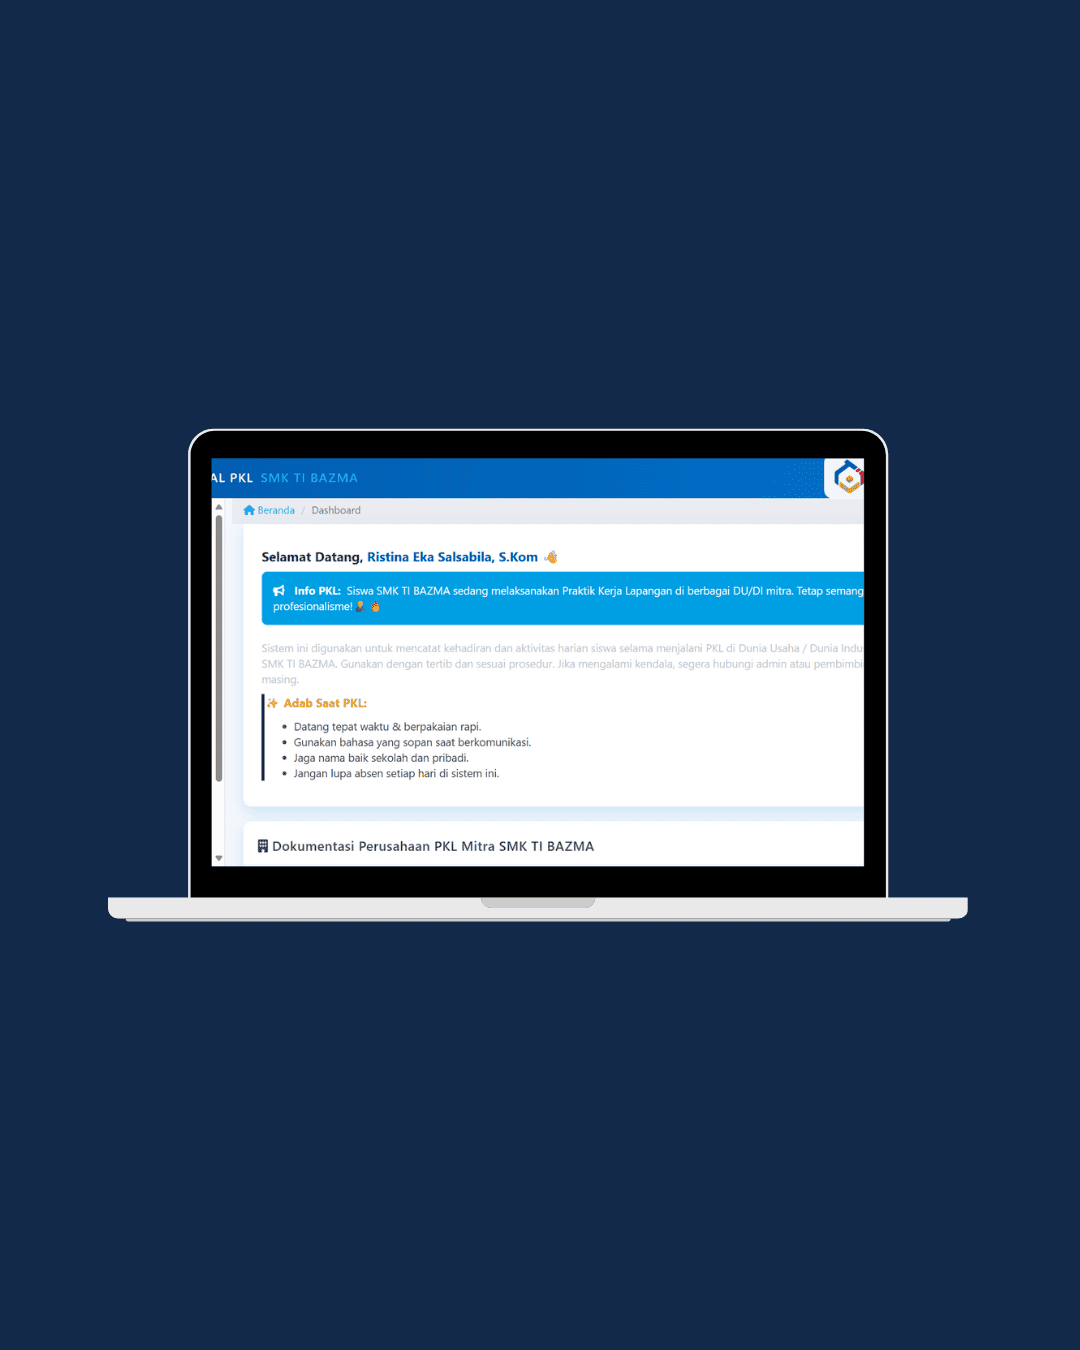 AL PKL SMK TI BAZMA
Beranda / Dashboard
Selamat Datang, Ristina Eka Salsabila, S.Kom 👋
Info PKL: Siswa SMK TI BAZMA sedang melaksanakan Praktik Kerja Lapangan di berbagai DU/DI mitra. Tetap semang
profesionalisme!
Sistem ini digunakan untuk mencatat kehadiran dan aktivitas harian siswa selama menjalani PKL di Dunia Usaha / Dunia Indu
SMK TI BAZMA. Gunakan dengan tertib dan sesuai prosedur. Jika mengalami kendala, segera hubungi admin atau pembimbi
masing.
✨ Adab Saat PKL:
• Datang tepat waktu & berpakaian rapi.
• Gunakan bahasa yang sopan saat berkomunikasi.
• Jaga nama baik sekolah dan pribadi.
• Jangan lupa absen setiap hari di sistem ini.
Dokumentasi Perusahaan PKL Mitra SMK TI BAZMA